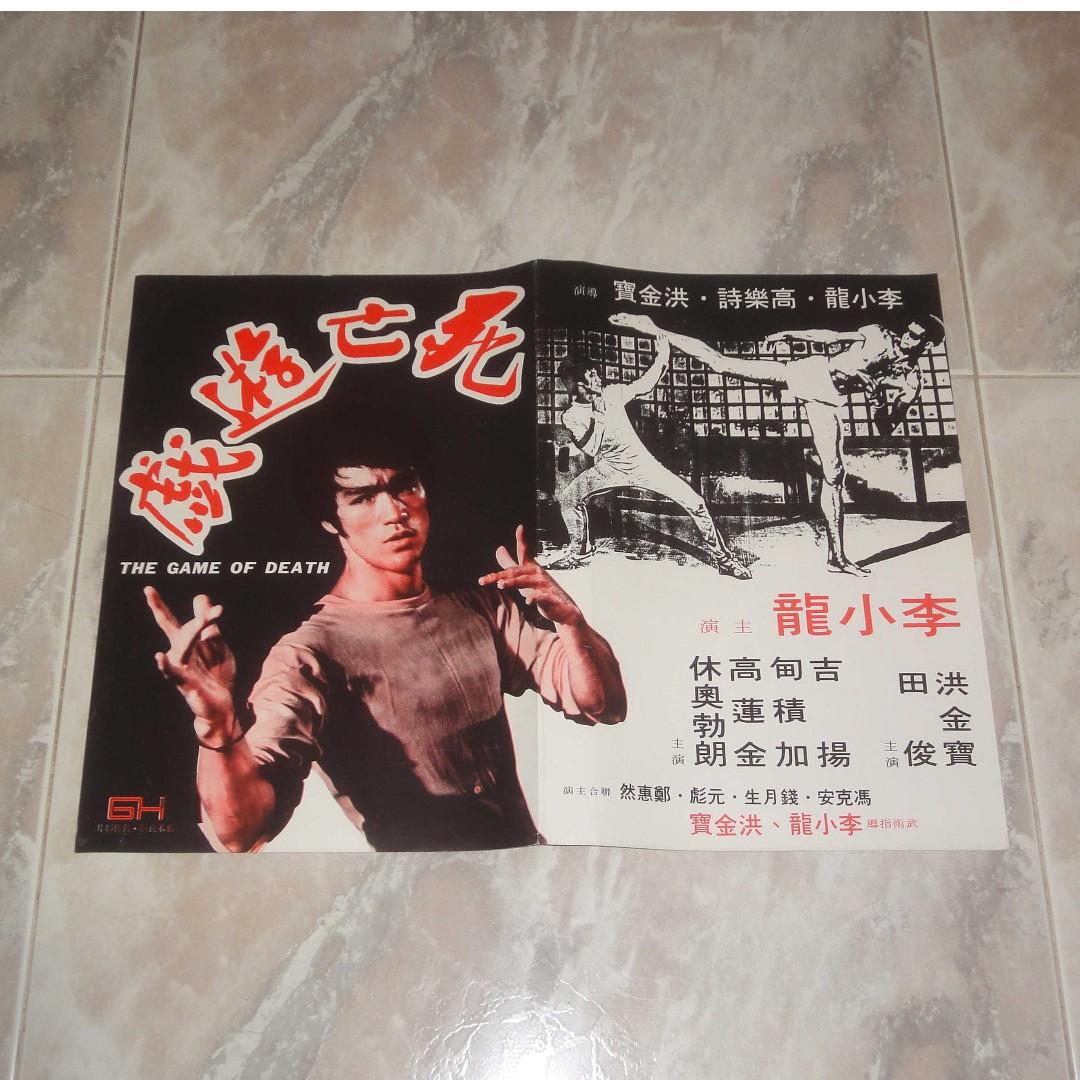 死亡遊戲
THE GAME OF DEATH
GH
李小龍・高樂詩・洪金寶 導演
李小龍 主演
洪金寶
田俊
主演
吉揚
甸積加
高蓮金
休奧勃朗
主演
馮克安・錢月生・元彪・鄭惠然 聯合主演
武術指導 李小龍、洪金寶